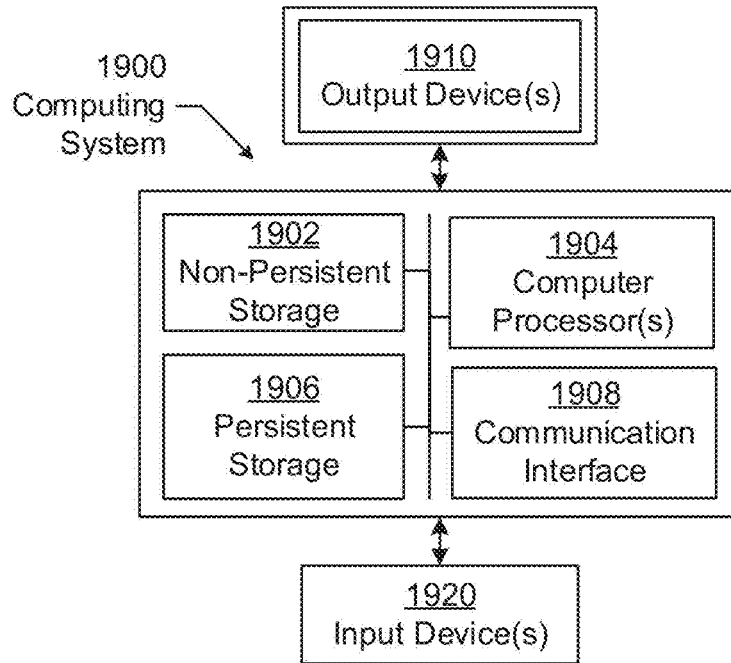 1900
Computing
System
1910
Output Device(s)
1902
Non-Persistent
Storage
1904
Computer
Processor(s)
1906
Persistent
Storage
1908
Communication
Interface
1920
Input Device(s)